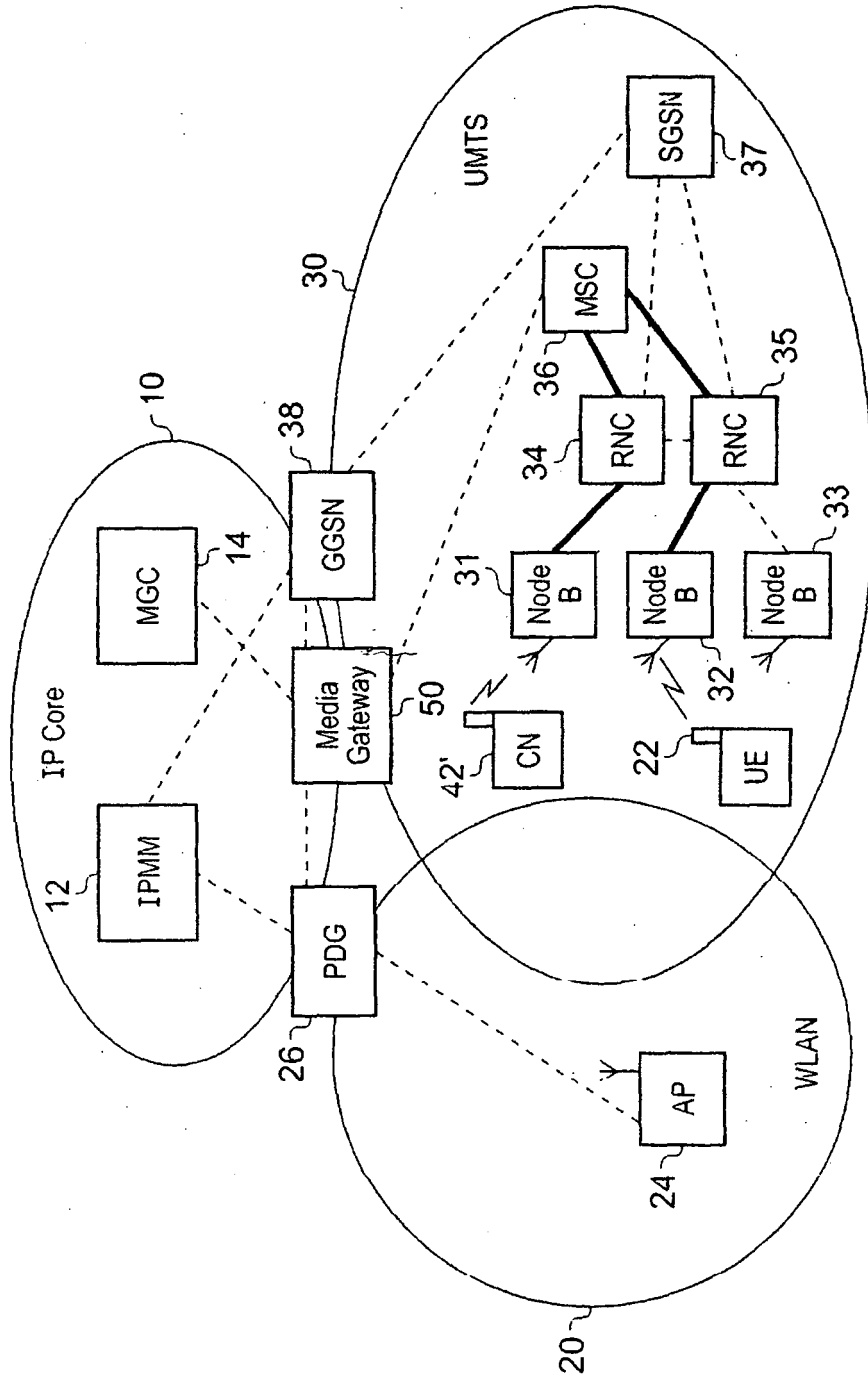 10
IP Core
12
IPMM
MGC
14
38
30
GGSN
PDG
26
Media
Gateway
50
UMTS
MSC
36
SGSN
37
34
RNC
RNC
35
31
Node
B
Node
B
32
Node
B
33
42'
CN
22
UE
AP
24
WLAN
20